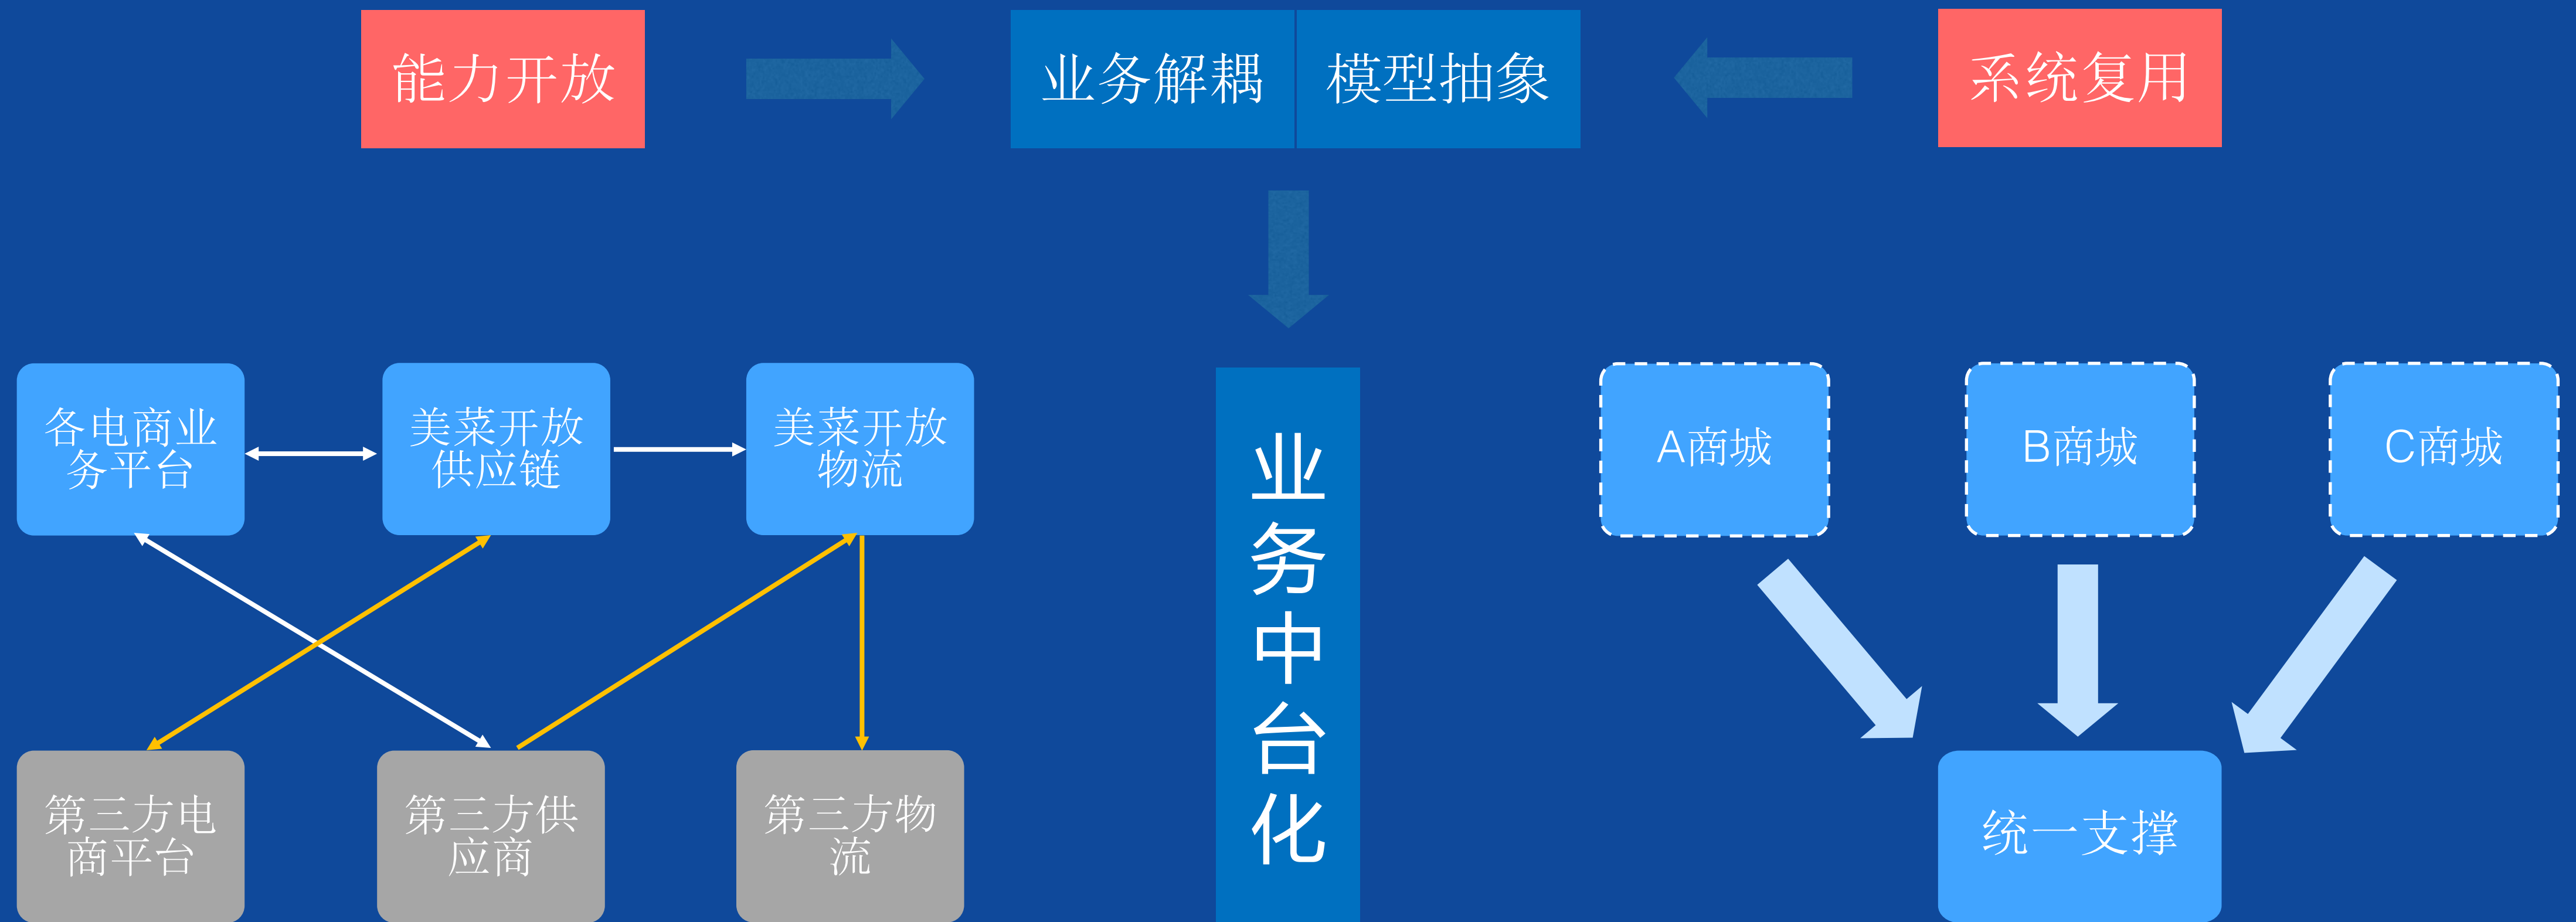 能力开放
业务解耦
模型抽象
系统复用
各电商业
务平台
美菜开放
供应链
美菜开放
物流
A商城
B商城
C商城
业
务
中
台
化
第三方电
商平台
第三方供
应商
第三方物
流
统一支撑